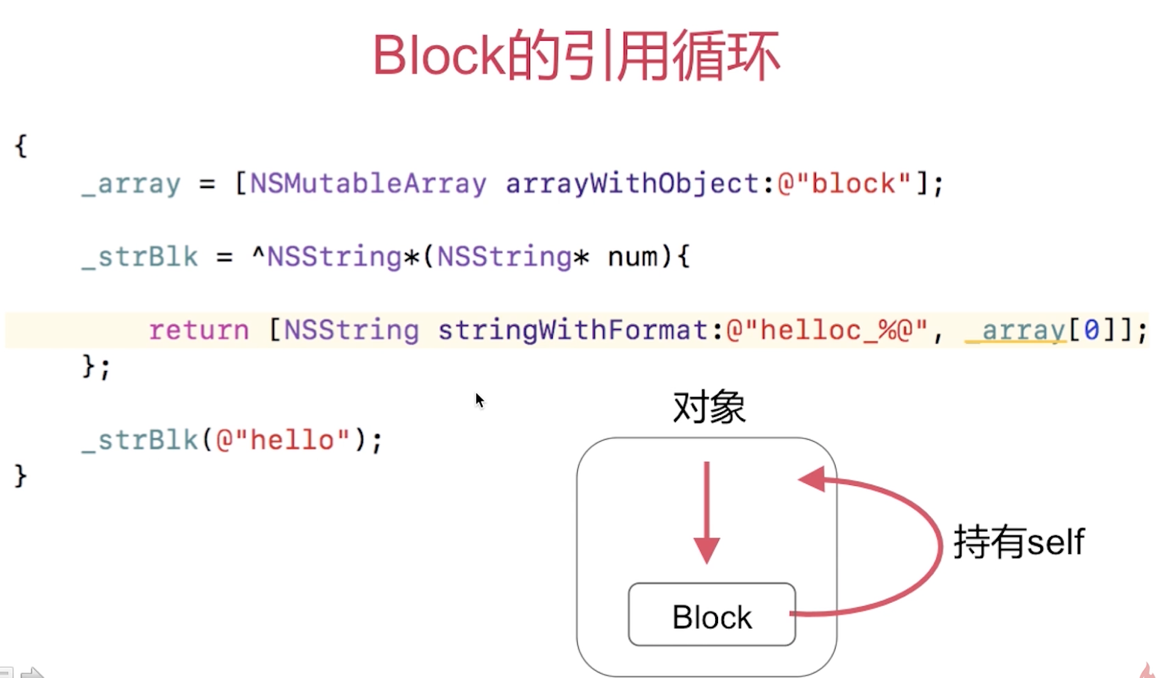 Block的引用循环
{
_array = [NSMutableArray arrayWithObject:@"block"];
_strBlk = ^NSString*(NSString* num){
return [NSString stringWithFormat:@"helloc_%@", _array[0]];
};
_strBlk(@"hello");
}
对象
持有self
Block